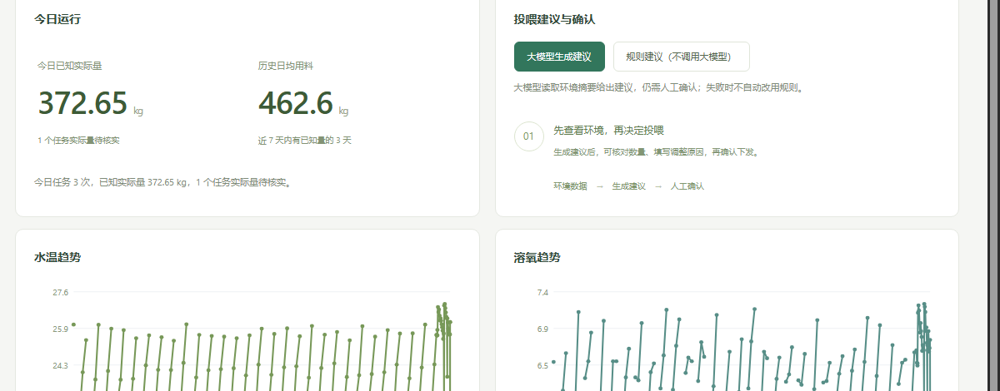 今日运行
今日已知实际量
历史日均用料
372.65 kg
462.6 kg
1 个任务实际量待核实
近 7 天内有已知量的 3 天
今日任务 3 次，已知实际量 372.65 kg，1 个任务实际量待核实。
投喂建议与确认
大模型生成建议
规则建议（不调用大模型）
大模型读取环境摘要给出建议，仍需人工确认；失败时不自动改用规则。
01
先查看环境，再决定投喂
生成建议后，可核对数量、填写调整原因，再确认下发。
环境数据 → 生成建议 → 人工确认
水温趋势
27.6
25.9
24.3
溶氧趋势
7.4
6.9
6.5